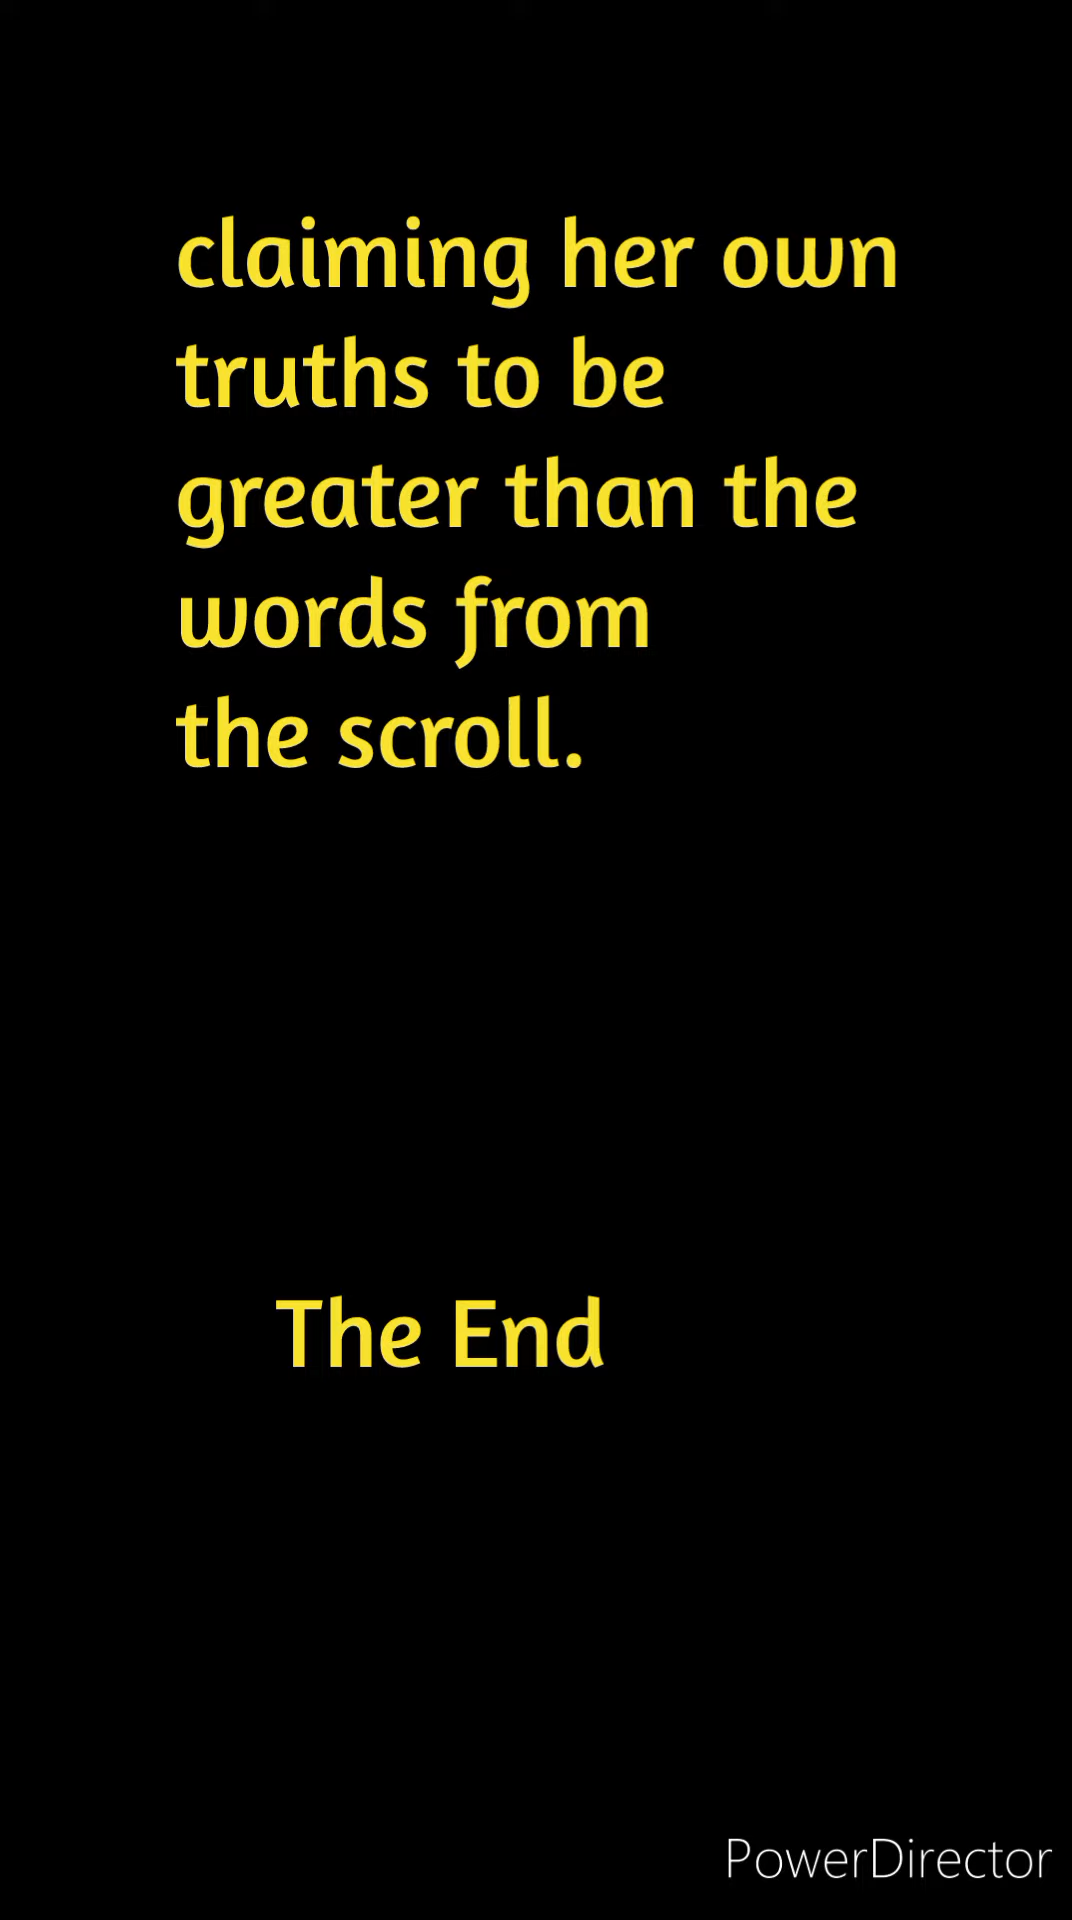 claiming her own
truths to be
greater than the
words from
the scroll.
The End
PowerDirector